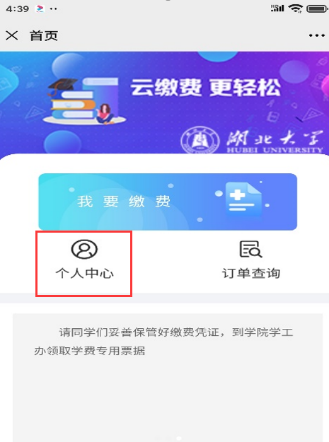 4:39
首页
云缴费 更轻松
湖北大学
HUBEI UNIVERSITY
我要缴费
个人中心
订单查询
请同学们妥善保管好缴费凭证，到学院学工
办领取学费专用票据